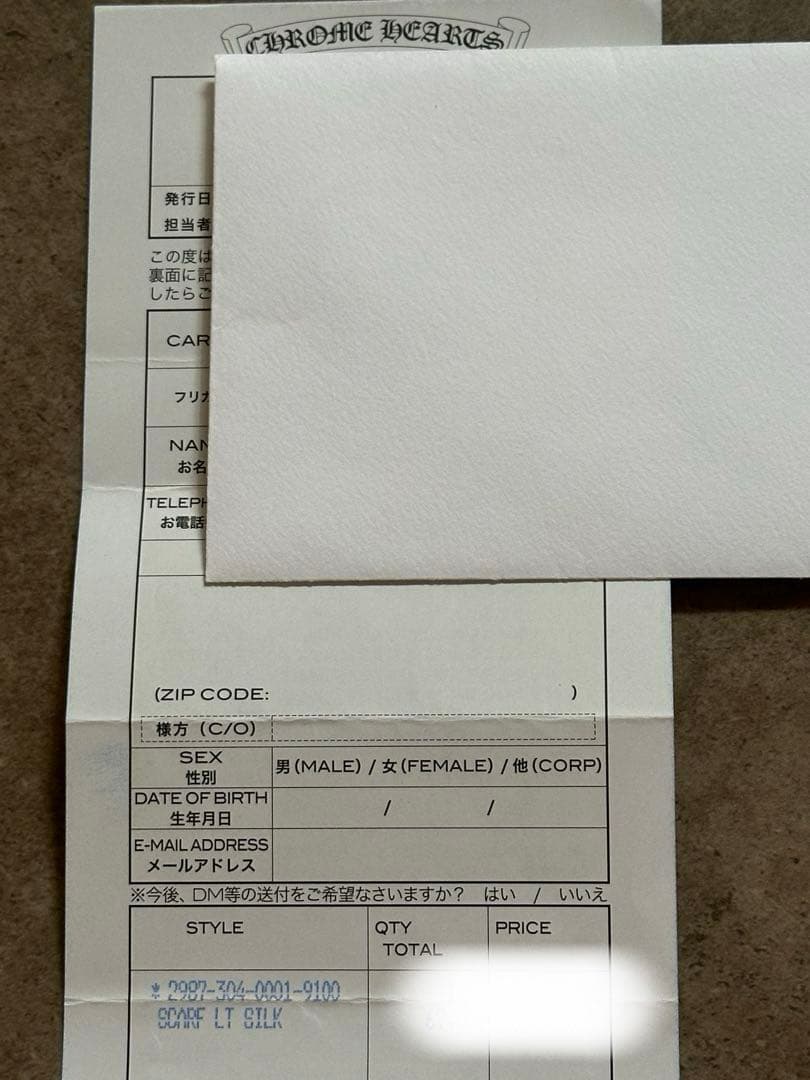 CHROME HEARTS
発行日
担当者
この度は
裏面に記
したらご
CAR
フリガ
NAM
お名
TELEPH
お電話
(ZIP CODE: )
様方 (C/O)
SEX
性別
男(MALE) / 女(FEMALE) / 他(CORP)
DATE OF BIRTH
生年月日
/ /
E-MAIL ADDRESS
メールアドレス
※今後、DM等の送付をご希望なさいますか? はい / いいえ
STYLE QTY PRICE
TOTAL
* 2987-304-0001-9100
SCARF LT SILK